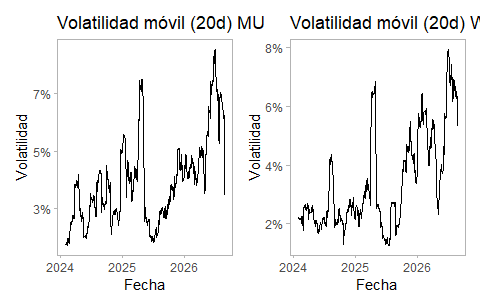 Volatilidad móvil (20d) MU
Volatilidad
7%
5%
3%
2024
2025
2026
Fecha
Volatilidad móvil (20d) W
Volatilidad
8%
6%
4%
2%
2024
2025
2026
Fecha